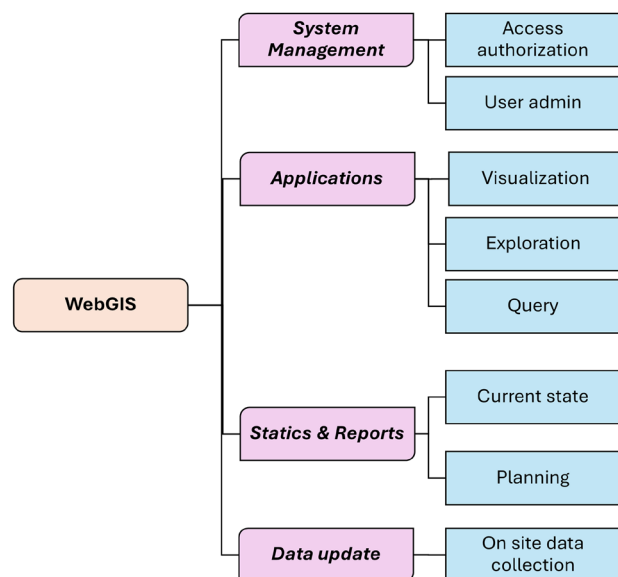 System
Management
Access
authorization
User admin
Applications
Visualization
Exploration
Query
WebGIS
Statics & Reports
Current state
Planning
Data update
On site data
collection